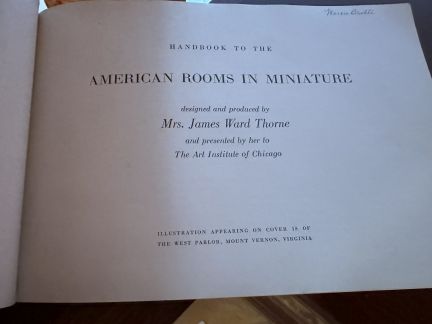 HANDBOOK TO THE
AMERICAN ROOMS IN MINIATURE
designed and produced by
Mrs. James Ward Thorne
and presented by her to
The Art Institute of Chicago
ILLUSTRATION APPEARING ON COVER IS OF
THE WEST PARLOR, MOUNT VERNON, VIRGINIA